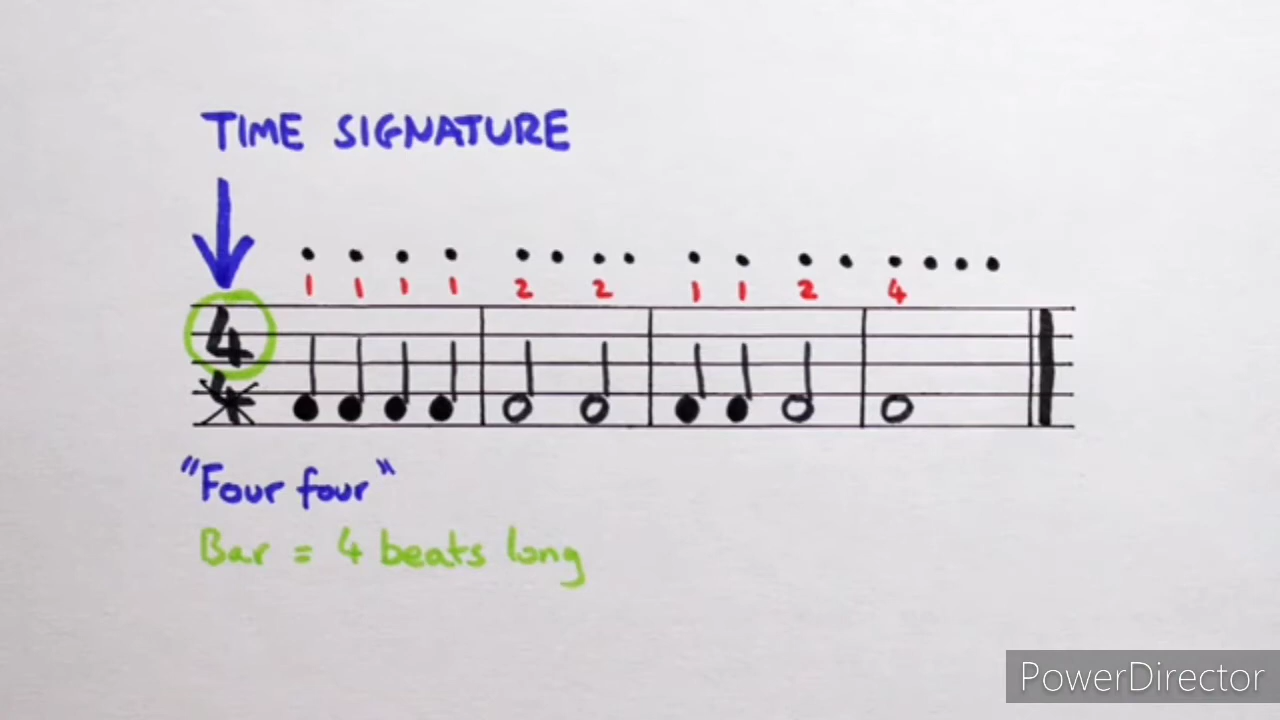 TIME SIGNATURE
1 1 1 1 2 2 1 1 2 4
4
4
"Four four"
Bar = 4 beats long
PowerDirector